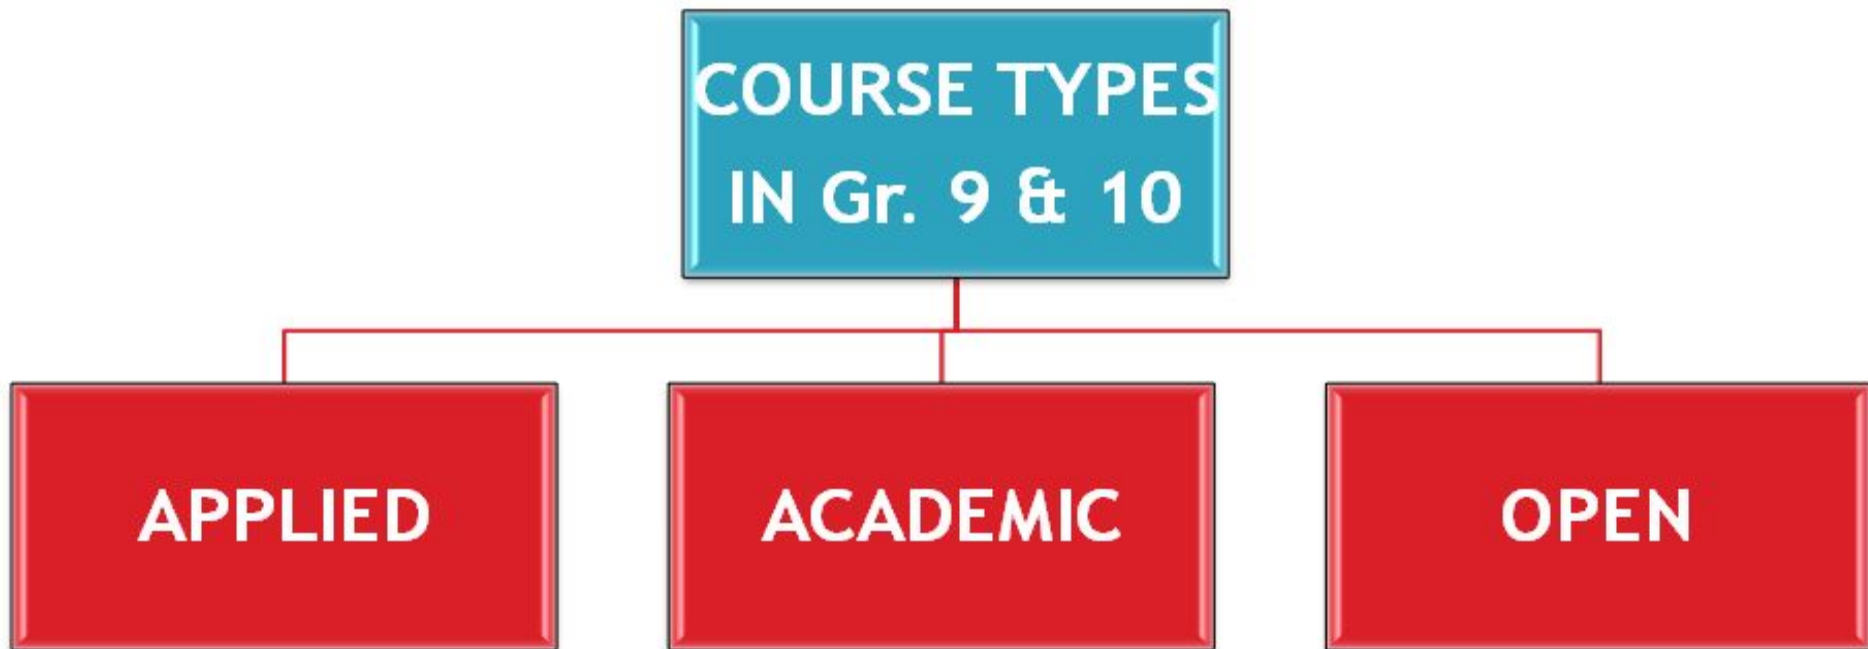 COURSE TYPES
IN Gr. 9 & 10
APPLIED
ACADEMIC
OPEN